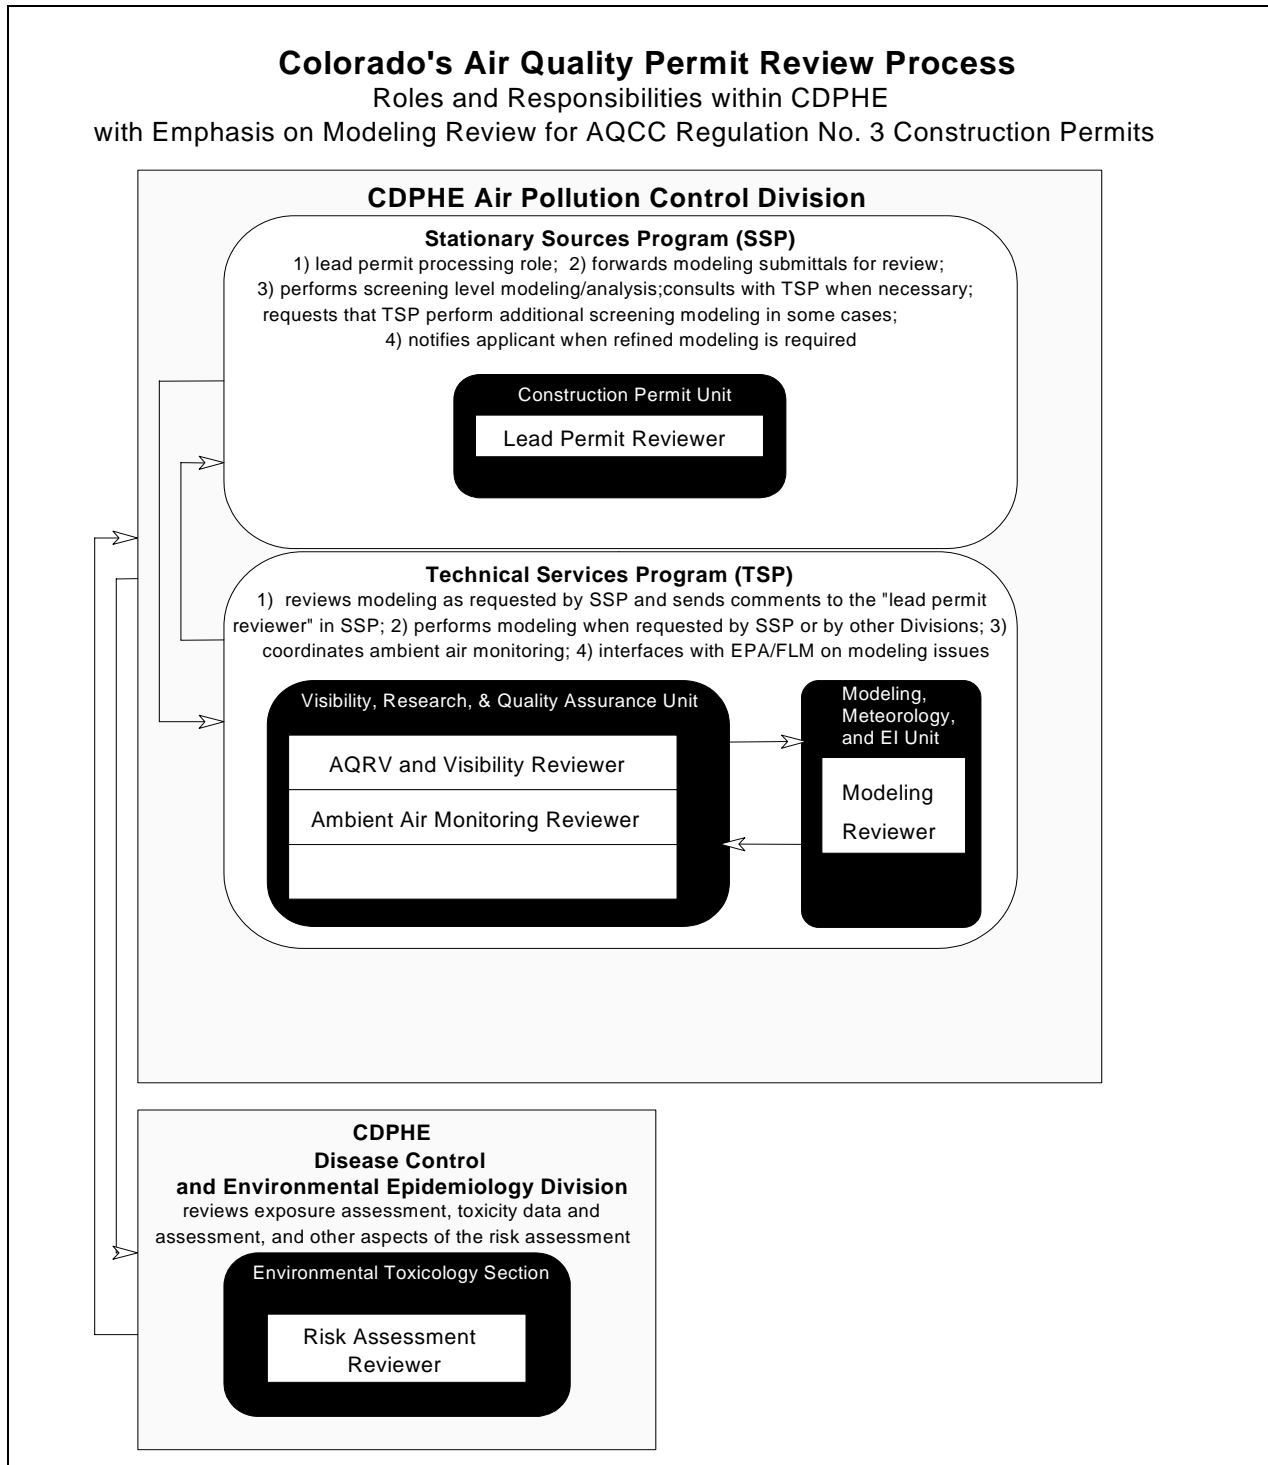 Colorado's Air Quality Permit Review Process
Roles and Responsibilities within CDPHE
with Emphasis on Modeling Review for AQCC Regulation No. 3 Construction Permits
CDPHE Air Pollution Control Division
Stationary Sources Program (SSP)
1) lead permit processing role; 2) forwards modeling submittals for review;
3) performs screening level modeling/analysis;consults with TSP when necessary;
requests that TSP perform additional screening modeling in some cases;
4) notifies applicant when refined modeling is required
Construction Permit Unit
Lead Permit Reviewer
Technical Services Program (TSP)
1) reviews modeling as requested by SSP and sends comments to the "lead permit
reviewer" in SSP; 2) performs modeling when requested by SSP or by other Divisions; 3)
coordinates ambient air monitoring; 4) interfaces with EPA/FLM on modeling issues
Visibility, Research, & Quality Assurance Unit
AQRV and Visibility Reviewer
Ambient Air Monitoring Reviewer
Modeling,
Meteorology,
and EI Unit
Modeling
Reviewer
CDPHE
Disease Control
and Environmental Epidemiology Division
reviews exposure assessment, toxicity data and
assessment, and other aspects of the risk assessment
Environmental Toxicology Section
Risk Assessment
Reviewer